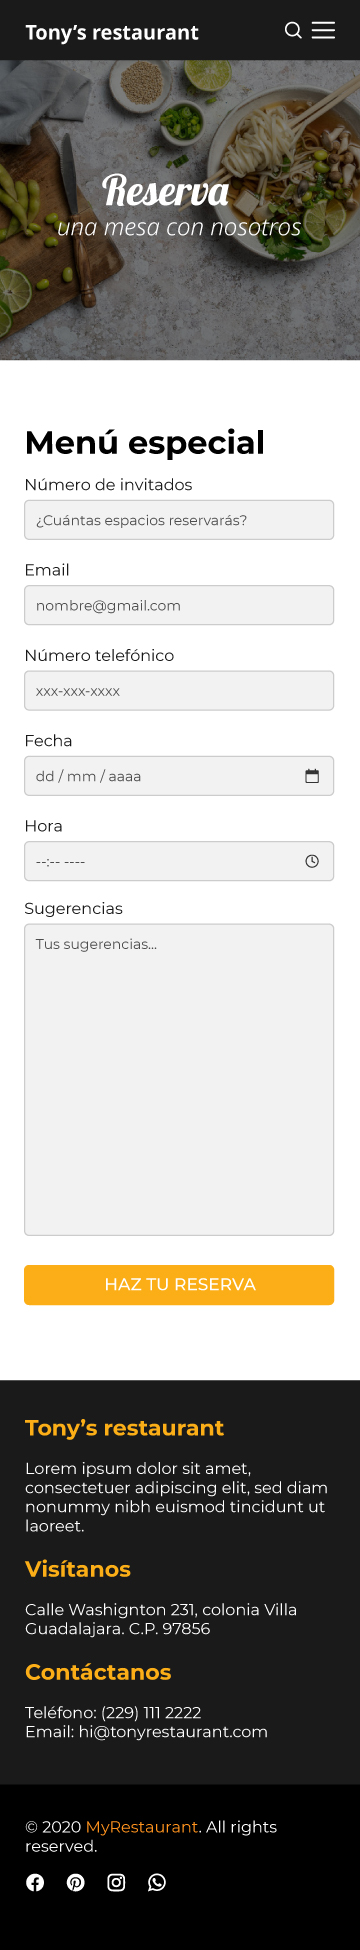 Tony's restaurant
Reserva
una mesa con nosotros
Menú especial
Número de invitados
¿Cuántas espacios reservarás?
Email
nombre@gmail.com
Número telefónico
xxx-xxx-xxxx
Fecha
dd / mm / aaaa
Hora
--:-- ----
Sugerencias
Tus sugerencias...
HAZ TU RESERVA
Tony's restaurant
Lorem ipsum dolor sit amet,
consectetuer adipiscing elit, sed diam
nonummy nibh euismod tincidunt ut
laoreet.
Visítanos
Calle Washignton 231, colonia Villa
Guadalajara. C.P. 97856
Contáctanos
Teléfono: (229) 111 2222
Email: hi@tonyrestaurant.com
© 2020 MyRestaurant. All rights
reserved.